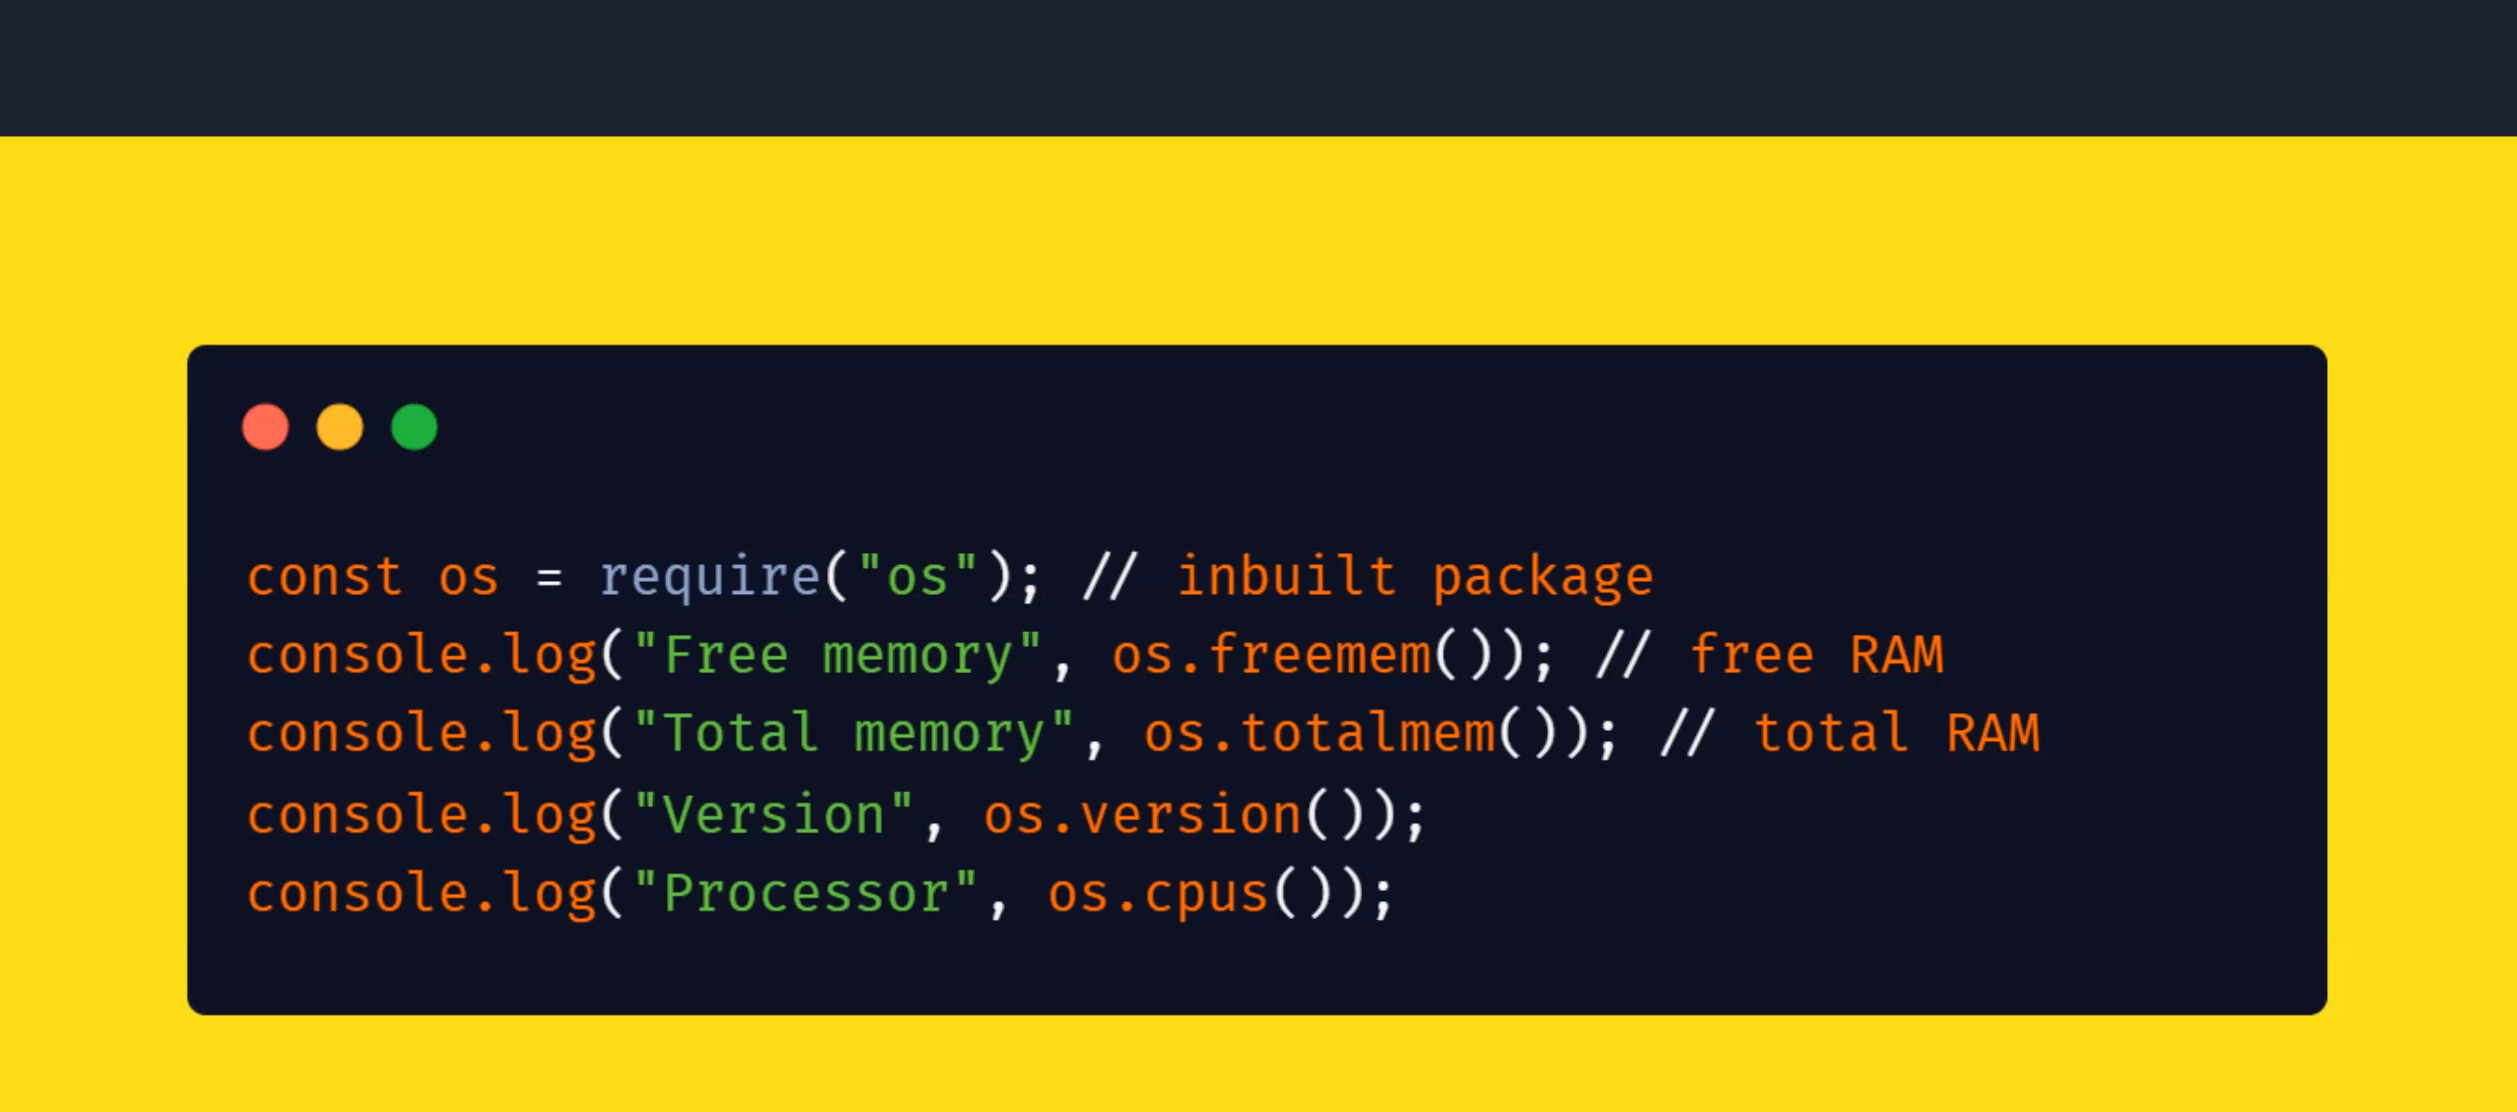 const os = require("os"); // inbuilt package
console.log("Free memory", os.freemem()); // free RAM
console.log("Total memory", os.totalmem()); // total RAM
console.log("Version", os.version());
console.log("Processor", os.cpus());